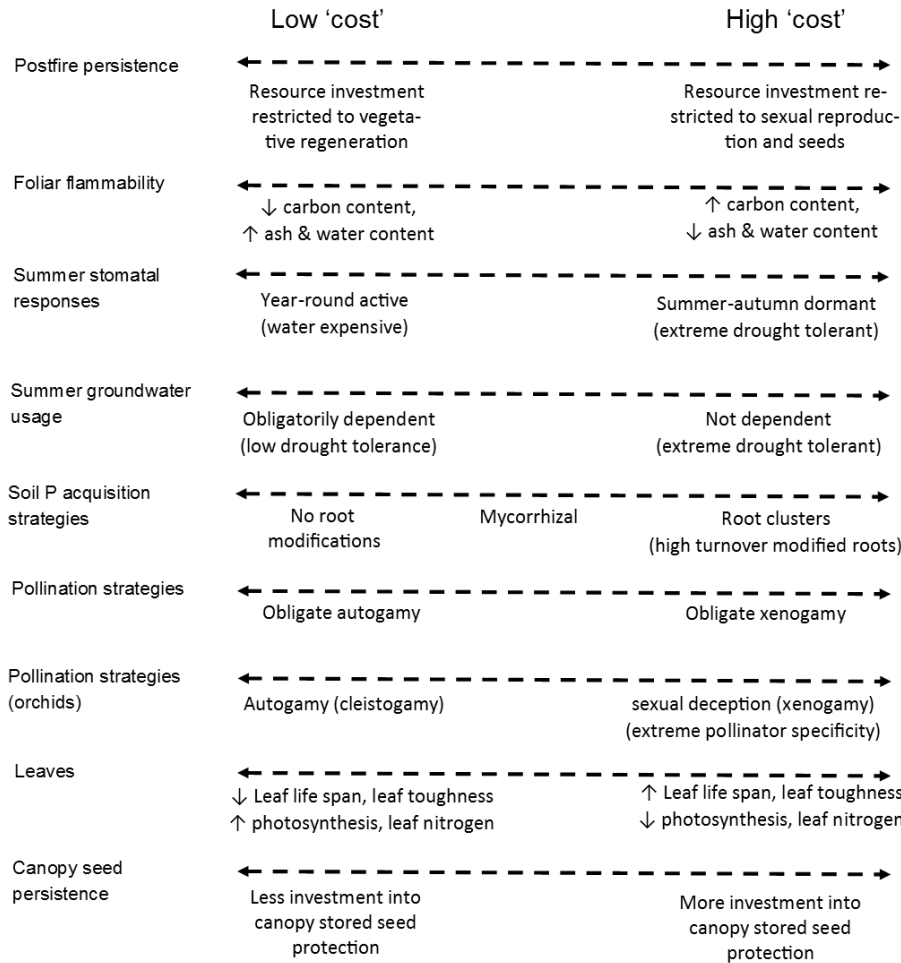 Low ‘cost’
High ‘cost’
Postfire persistence
Resource investment
restricted to vegeta-
tive regeneration
Resource investment re-
stricted to sexual reproduc-
tion and seeds
Foliar flammability
↓ carbon content,
↑ ash & water content
↑ carbon content,
↓ ash & water content
Summer stomatal
responses
Year-round active
(water expensive)
Summer-autumn dormant
(extreme drought tolerant)
Summer groundwater
usage
Obligatorily dependent
(low drought tolerance)
Not dependent
(extreme drought tolerant)
Soil P acquisition
strategies
No root
modifications
Mycorrhizal
Root clusters
(high turnover modified roots)
Pollination strategies
Obligate autogamy
Obligate xenogamy
Pollination strategies
(orchids)
Autogamy (cleistogamy)
sexual deception (xenogamy)
(extreme pollinator specificity)
Leaves
↓ Leaf life span, leaf toughness
↑ photosynthesis, leaf nitrogen
↑ Leaf life span, leaf toughness
↓ photosynthesis, leaf nitrogen
Canopy seed
persistence
Less investment into
canopy stored seed
protection
More investment into
canopy stored seed
protection